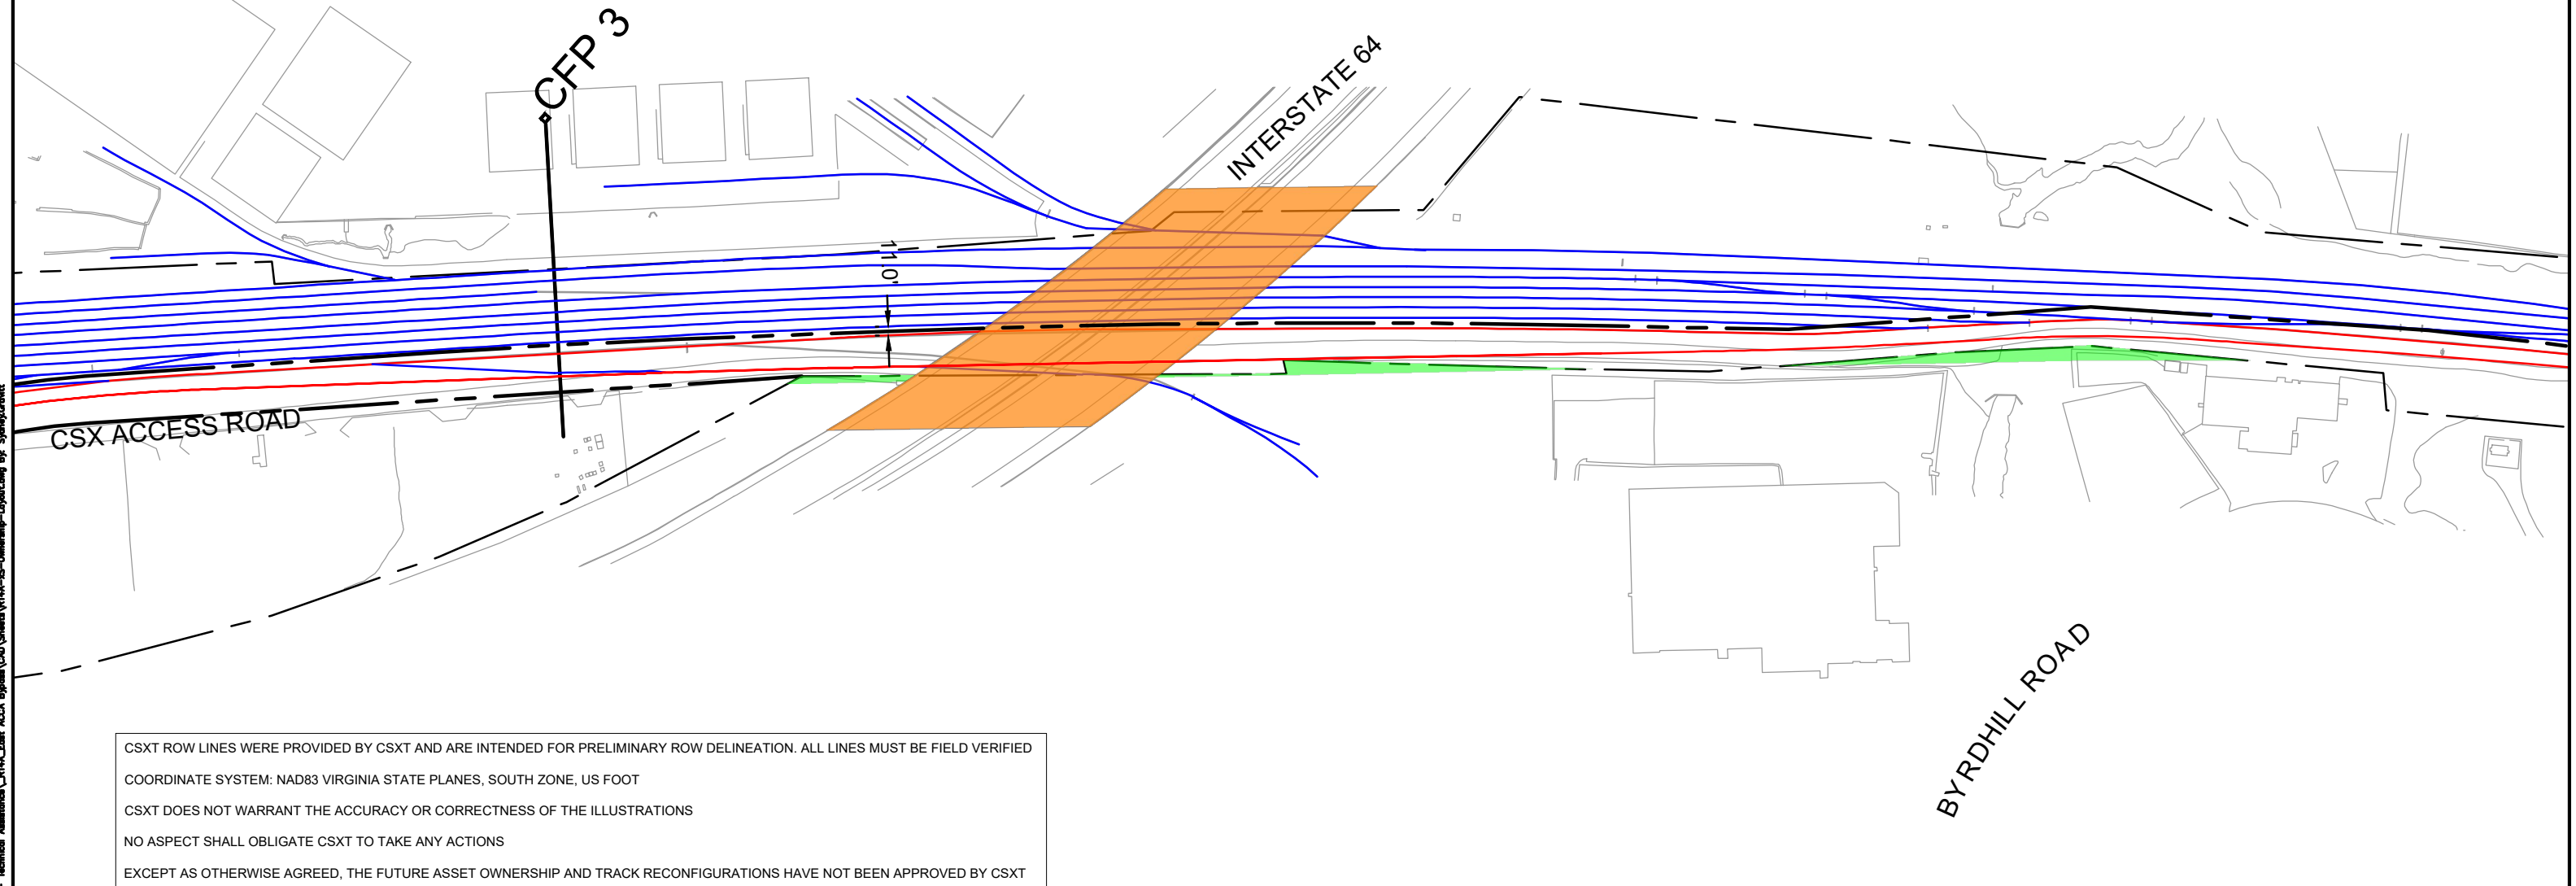 CFP 3
INTERSTATE 64
11.0'
CSX ACCESS ROAD
BYRDHILL ROAD
CSXT ROW LINES WERE PROVIDED BY CSXT AND ARE INTENDED FOR PRELIMINARY ROW DELINEATION. ALL LINES MUST BE FIELD VERIFIED
COORDINATE SYSTEM: NAD83 VIRGINIA STATE PLANES, SOUTH ZONE, US FOOT
CSXT DOES NOT WARRANT THE ACCURACY OR CORRECTNESS OF THE ILLUSTRATIONS
NO ASPECT SHALL OBLIGATE CSXT TO TAKE ANY ACTIONS
EXCEPT AS OTHERWISE AGREED, THE FUTURE ASSET OWNERSHIP AND TRACK RECONFIGURATIONS HAVE NOT BEEN APPROVED BY CSXT